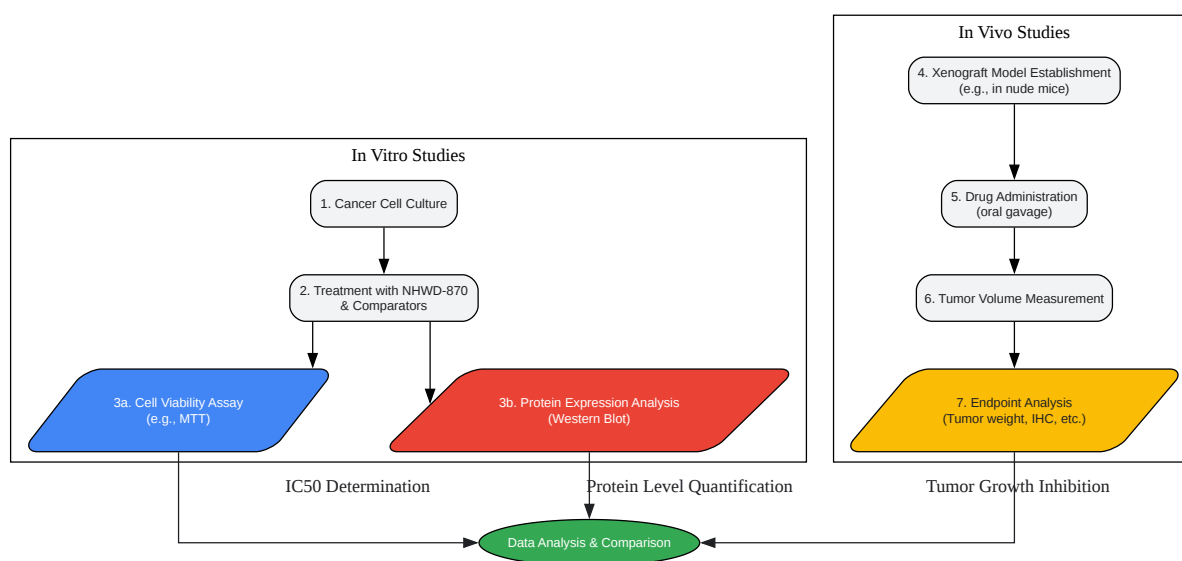 In Vitro Studies
1. Cancer Cell Culture
2. Treatment with NHWD-870
& Comparators
3a. Cell Viability Assay
(e.g., MTT)
3b. Protein Expression Analysis
(Western Blot)
In Vivo Studies
4. Xenograft Model Establishment
(e.g., in nude mice)
5. Drug Administration
(oral gavage)
6. Tumor Volume Measurement
7. Endpoint Analysis
(Tumor weight, IHC, etc.)
IC50 Determination
Protein Level Quantification
Tumor Growth Inhibition
Data Analysis & Comparison